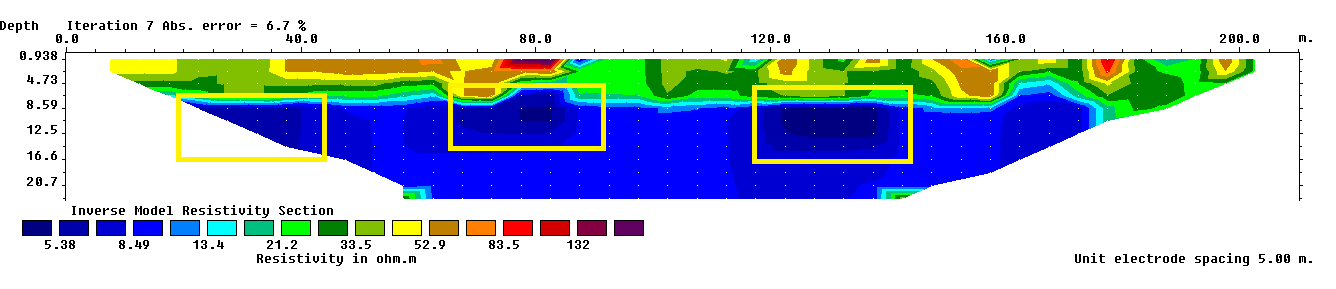 Depth Iteration 7 Abs. error = 6.7 %
0.0 40.0 80.0 120.0 160.0 200.0 m.
0.938
4.73
8.59
12.5
16.6
20.7
Inverse Model Resistivity Section
5.38 8.49 13.4 21.2 33.5 52.9 83.5 132
Resistivity in ohm.m Unit electrode spacing 5.00 m.